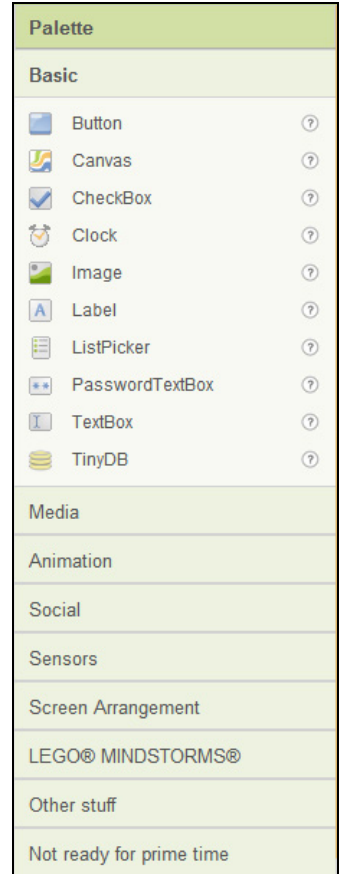 Palette
Basic
Button ?
Canvas ?
CheckBox ?
Clock ?
Image ?
A Label ?
ListPicker ?
** PasswordTextBox ?
I TextBox ?
TinyDB ?
Media
Animation
Social
Sensors
Screen Arrangement
LEGO® MINDSTORMS®
Other stuff
Not ready for prime time